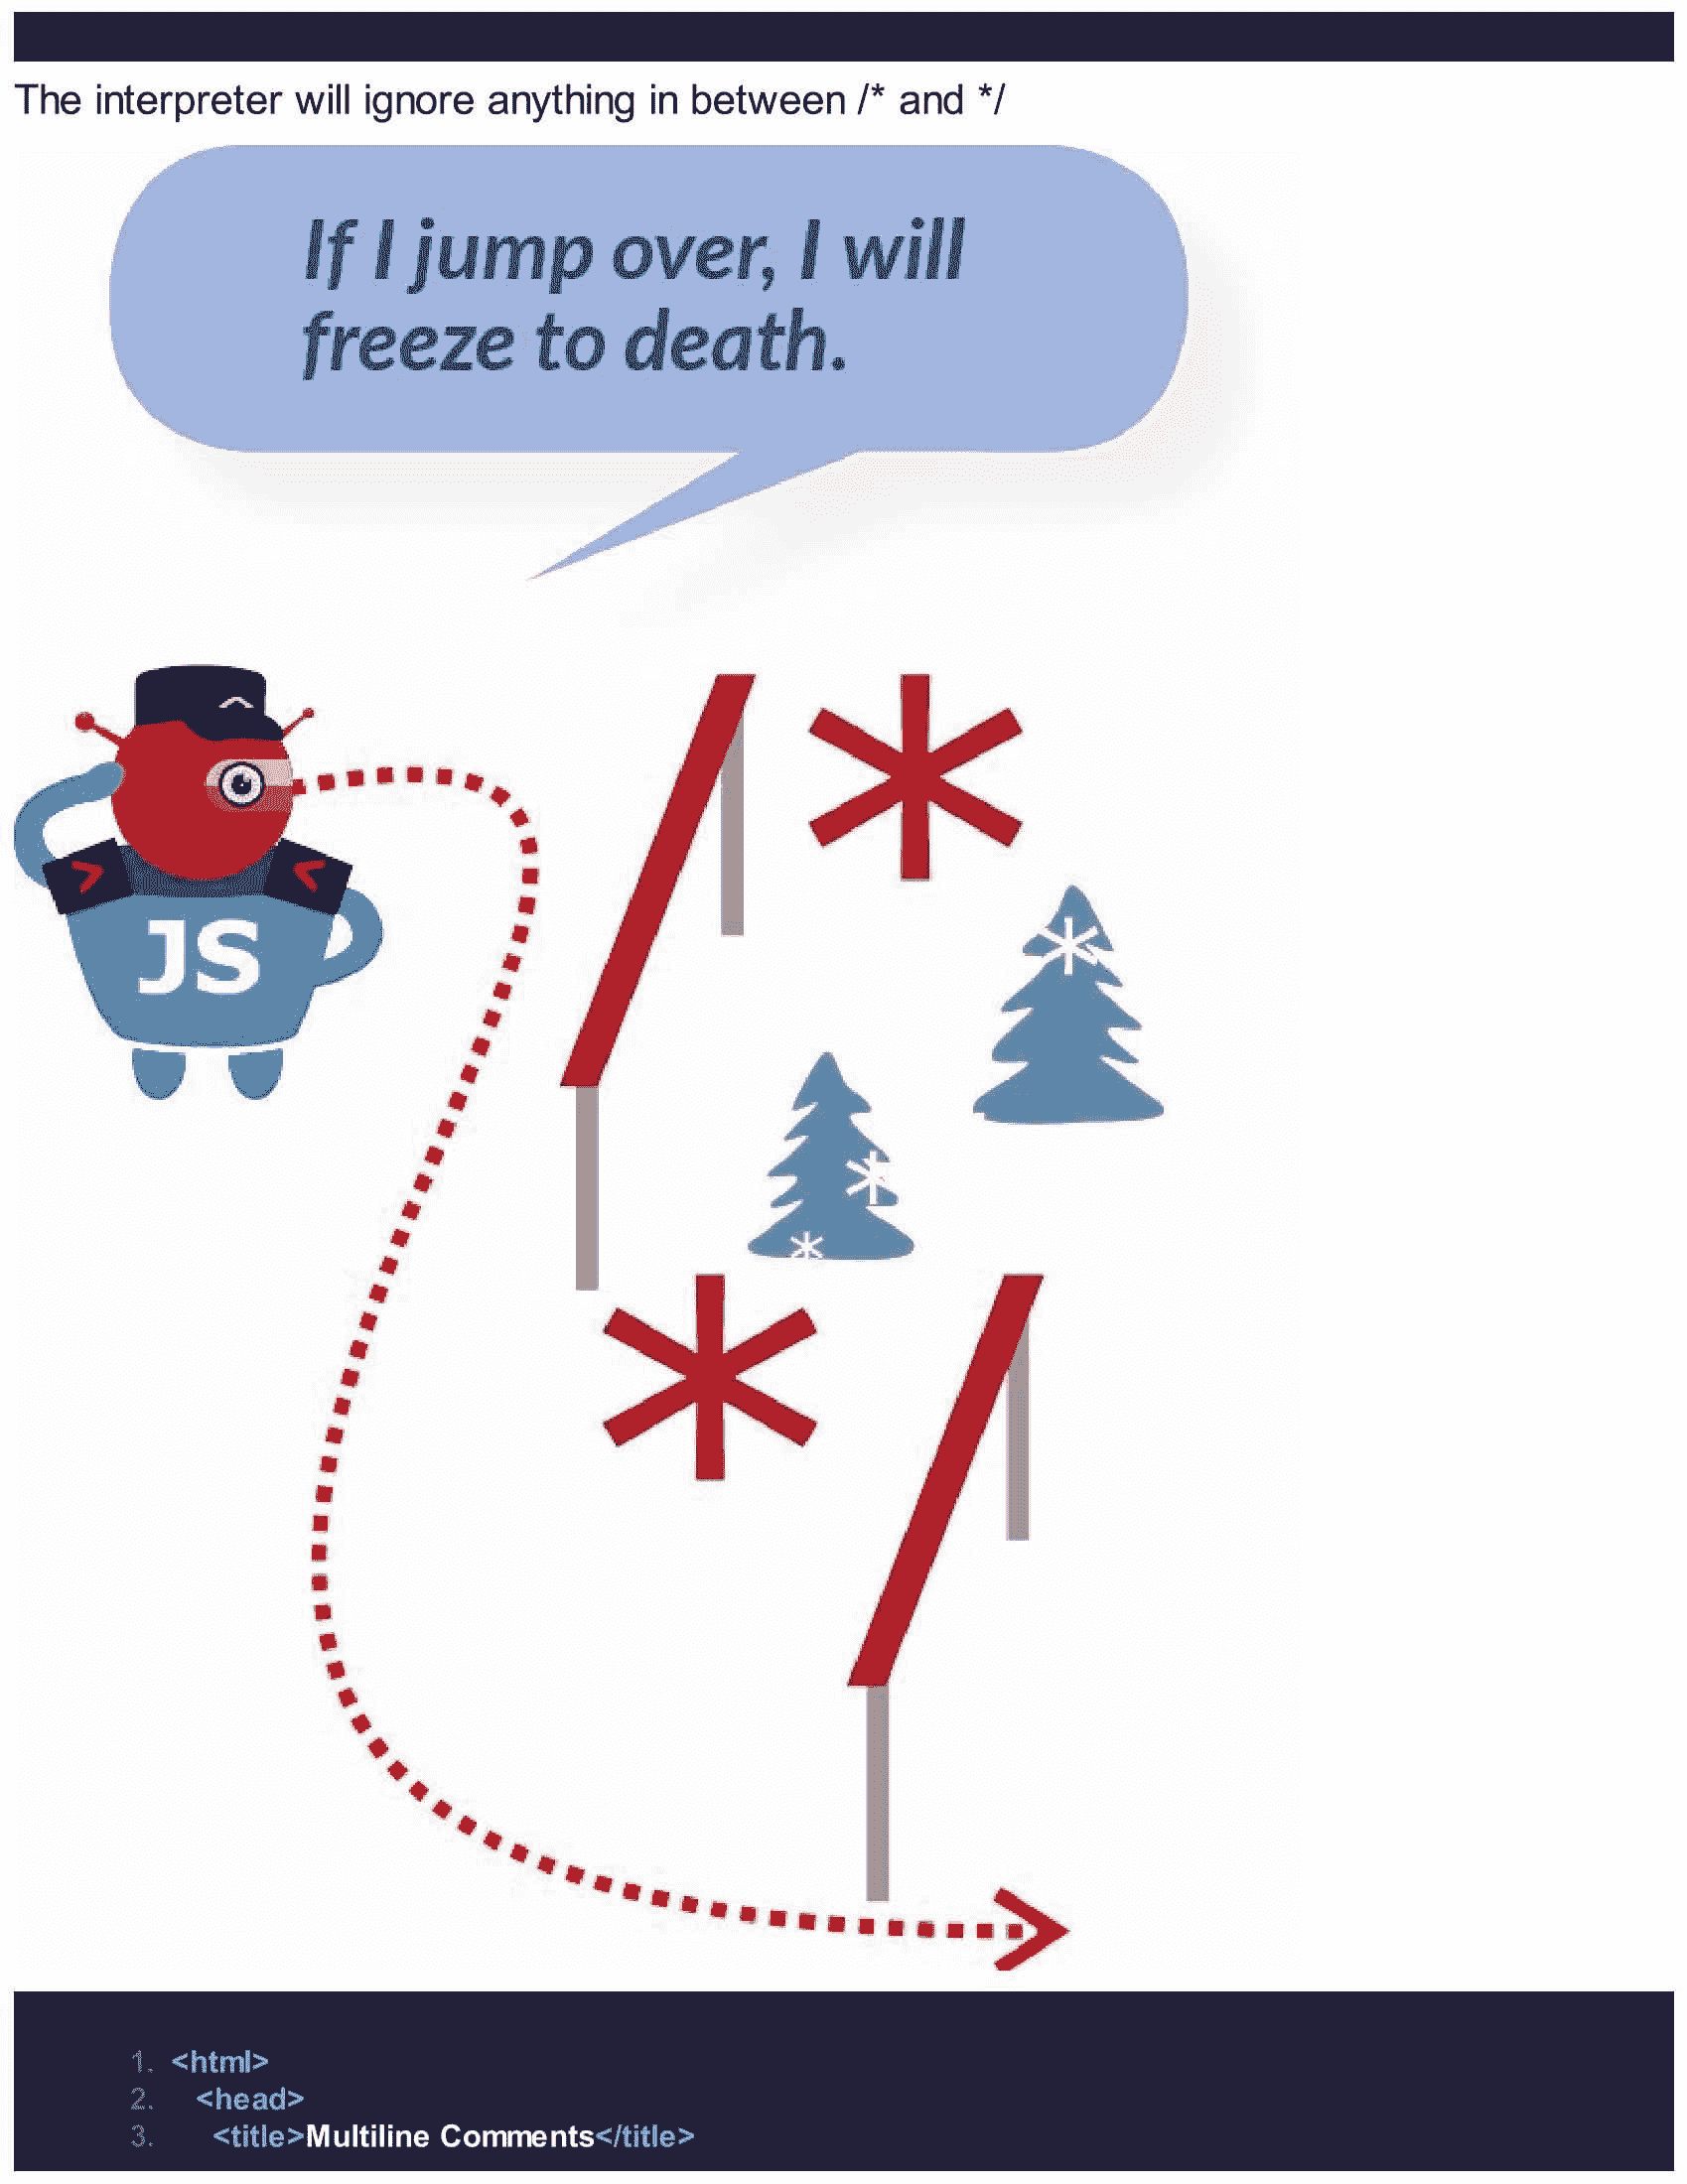 The interpreter will ignore anything in between /* and */
If I jump over, I will
freeze to death.
/*
> <
JS
*/
1. <html>
2. <head>
3. <title>Multiline Comments</title>